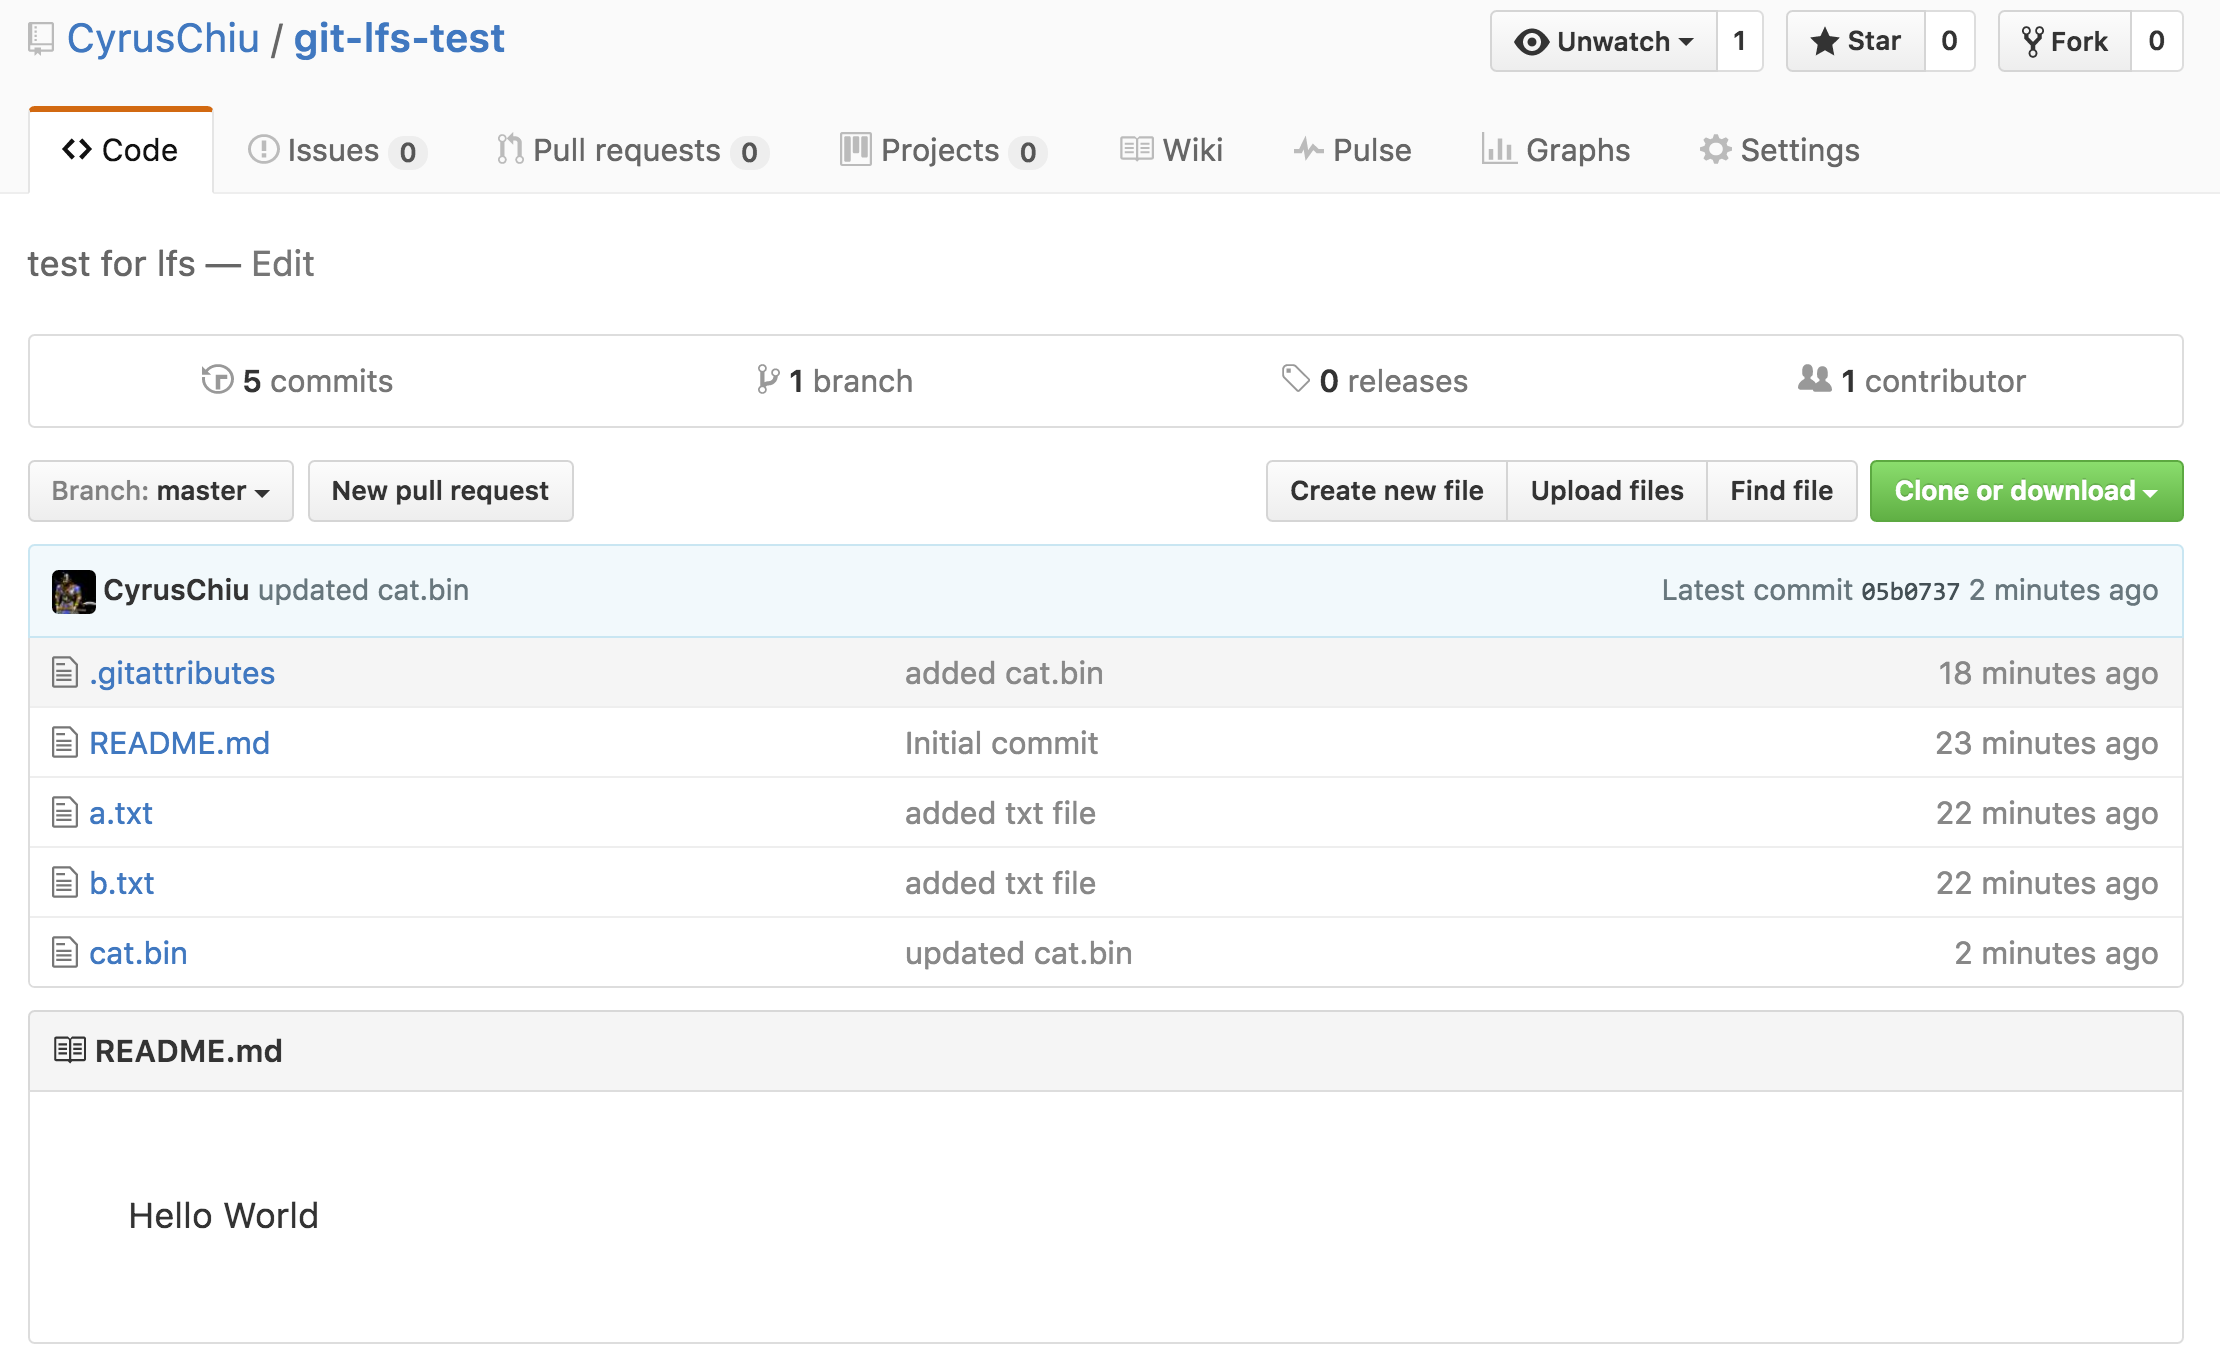 CyrusChiu / git-lfs-test
Unwatch 1 Star 0 Fork 0
Code Issues 0 Pull requests 0 Projects 0 Wiki Pulse Graphs Settings
test for lfs — Edit
5 commits 1 branch 0 releases 1 contributor
Branch: master New pull request Create new file Upload files Find file Clone or download
CyrusChiu updated cat.bin Latest commit 05b0737 2 minutes ago
.gitattributes added cat.bin 18 minutes ago
README.md Initial commit 23 minutes ago
a.txt added txt file 22 minutes ago
b.txt added txt file 22 minutes ago
cat.bin updated cat.bin 2 minutes ago
README.md
Hello World